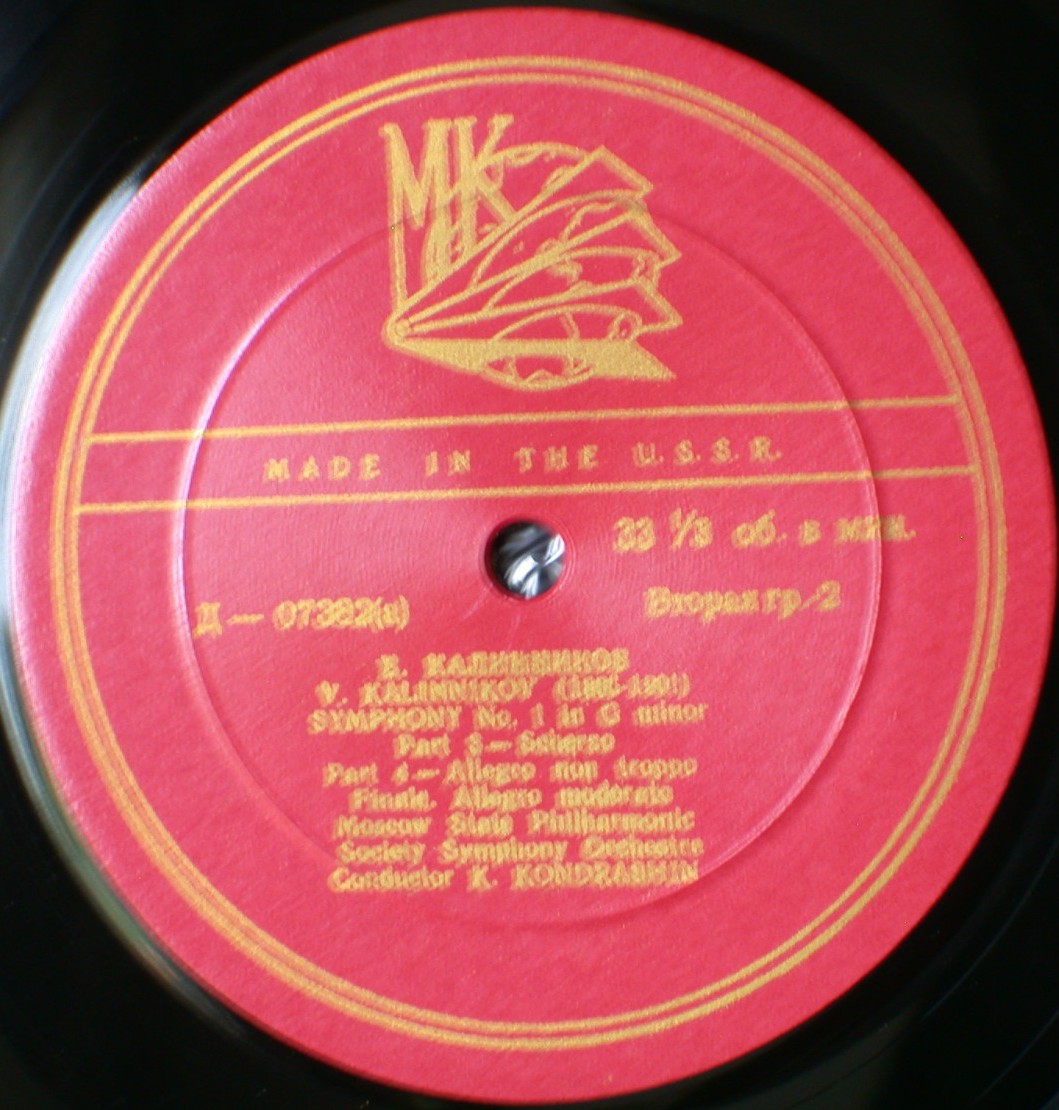 МК
MADE IN THE U.S.S.R.
33 ⅓ об. в мин.
Д — 07382(а)
Вторая гр. 2
В. КАЛИННИКОВ
V. KALINNIKOV (1866-1901)
SYMPHONY No. 1 in G minor
Part 3 — Scherzo
Part 4 — Allegro non troppo
Finale. Allegro moderato
Moscow State Philharmonic
Society Symphony Orchestra
Conductor K. KONDRASHIN